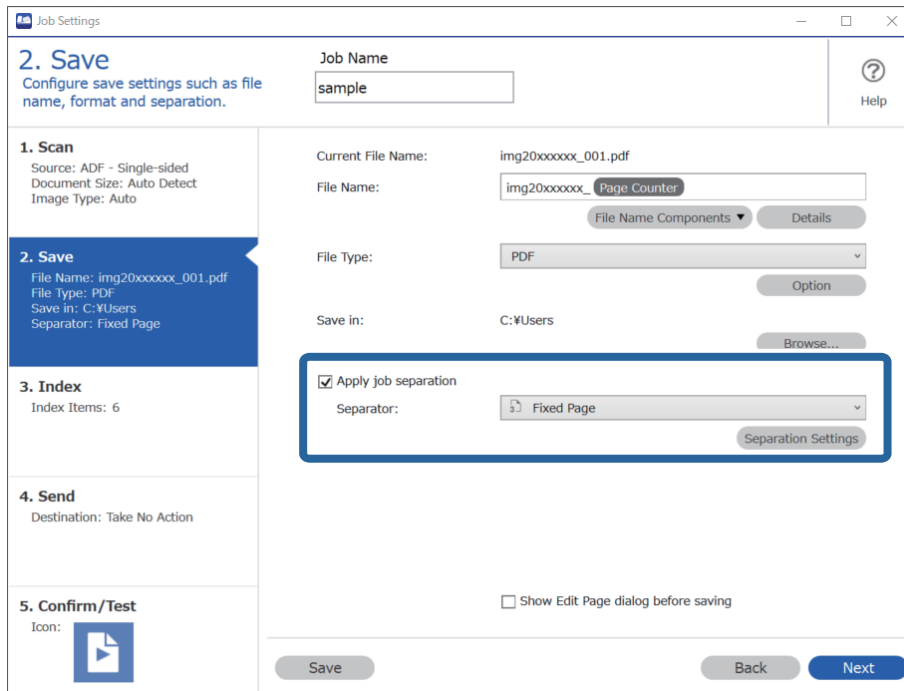 Job Settings
2. Save
Configure save settings such as file
name, format and separation.
Job Name
sample
Help
1. Scan
Source: ADF - Single-sided
Document Size: Auto Detect
Image Type: Auto
2. Save
File Name: img20xxxxxx_001.pdf
File Type: PDF
Save in: C:¥Users
Separator: Fixed Page
3. Index
Index Items: 6
4. Send
Destination: Take No Action
5. Confirm/Test
Icon:
Current File Name: img20xxxxxx_001.pdf
File Name: img20xxxxxx_ Page Counter
File Name Components Details
File Type: PDF
Option
Save in: C:¥Users
Browse...
Apply job separation
Separator: Fixed Page
Separation Settings
Show Edit Page dialog before saving
Save Back Next